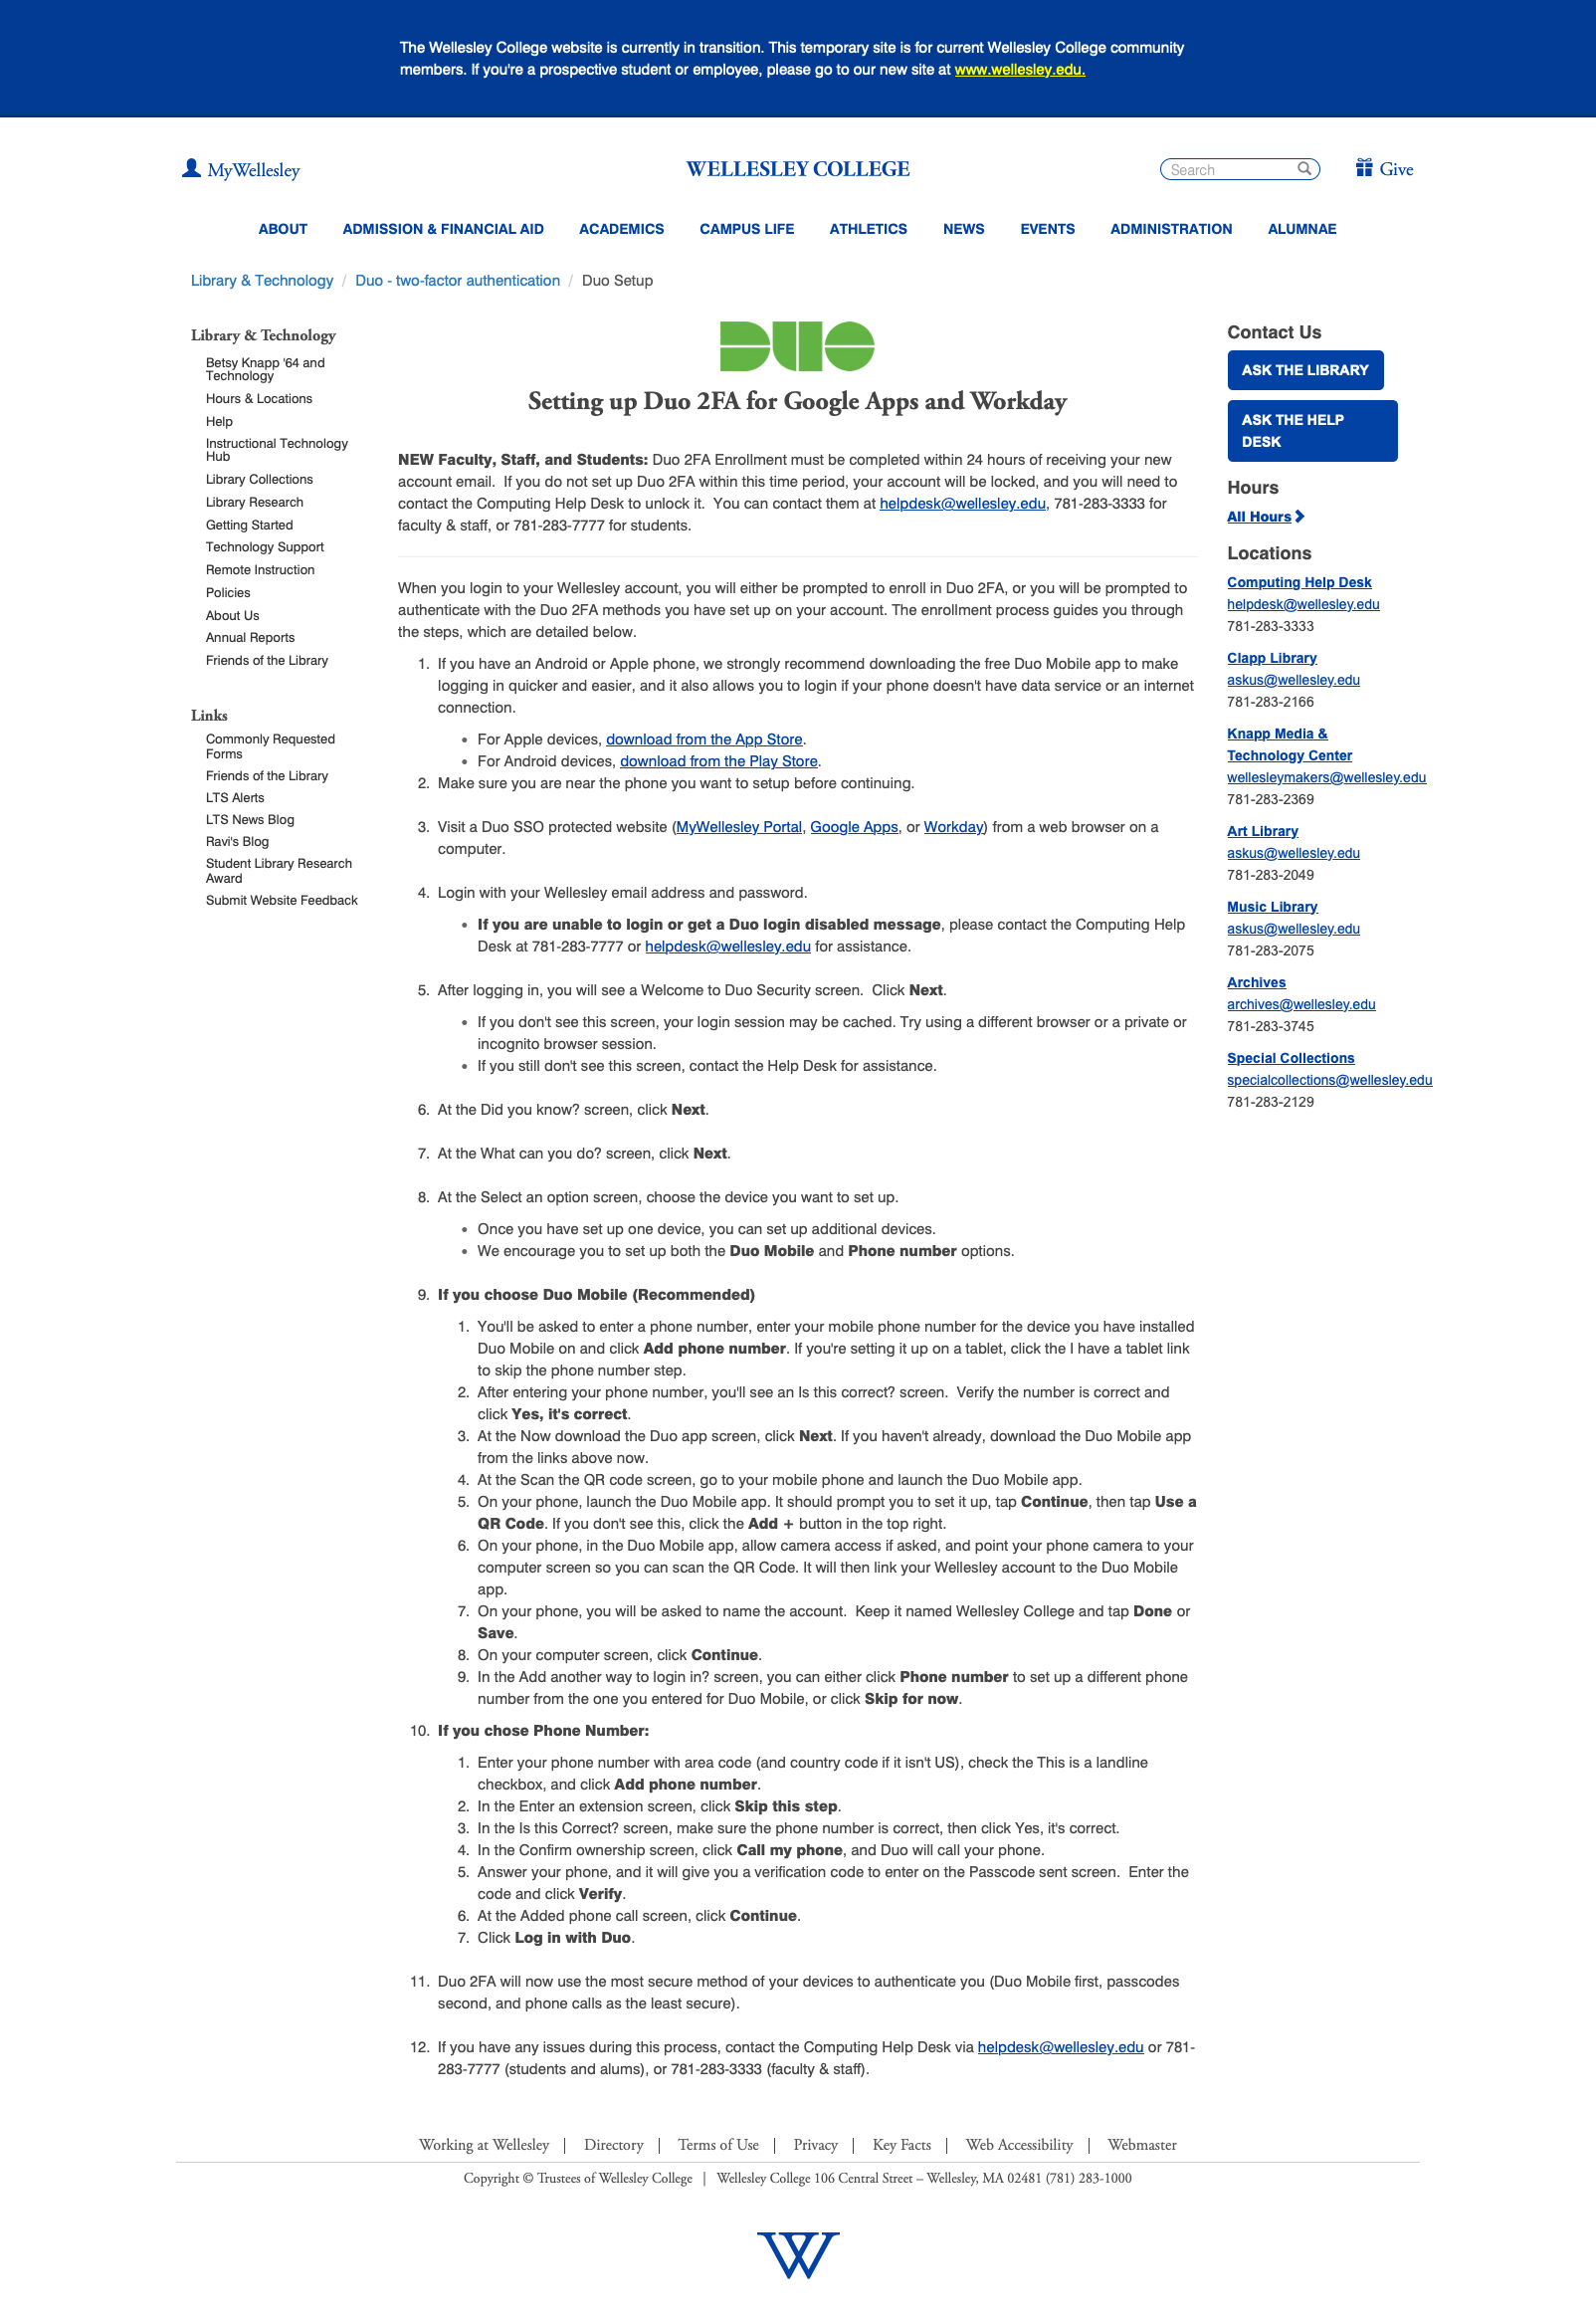 The Wellesley College website is currently in transition. This temporary site is for current Wellesley College community
members. If you're a prospective student or employee, please go to our new site at www.wellesley.edu.
MyWellesley
WELLESLEY COLLEGE
Search
Give
ABOUT ADMISSION & FINANCIAL AID ACADEMICS CAMPUS LIFE ATHLETICS NEWS EVENTS ADMINISTRATION ALUMNAE
Library & Technology / Duo - two-factor authentication / Duo Setup
Library & Technology
Betsy Knapp '64 and
Technology
Hours & Locations
Help
Instructional Technology
Hub
Library Collections
Library Research
Getting Started
Technology Support
Remote Instruction
Policies
About Us
Annual Reports
Friends of the Library
Links
Commonly Requested
Forms
Friends of the Library
LTS Alerts
LTS News Blog
Ravi's Blog
Student Library Research
Award
Submit Website Feedback
DUO
Setting up Duo 2FA for Google Apps and Workday
NEW Faculty, Staff, and Students: Duo 2FA Enrollment must be completed within 24 hours of receiving your new
account email. If you do not set up Duo 2FA within this time period, your account will be locked, and you will need to
contact the Computing Help Desk to unlock it. You can contact them at helpdesk@wellesley.edu, 781-283-3333 for
faculty & staff, or 781-283-7777 for students.
When you login to your Wellesley account, you will either be prompted to enroll in Duo 2FA, or you will be prompted to
authenticate with the Duo 2FA methods you have set up on your account. The enrollment process guides you through
the steps, which are detailed below.
1. If you have an Android or Apple phone, we strongly recommend downloading the free Duo Mobile app to make
logging in quicker and easier, and it also allows you to login if your phone doesn't have data service or an internet
connection.
• For Apple devices, download from the App Store.
• For Android devices, download from the Play Store.
2. Make sure you are near the phone you want to setup before continuing.
3. Visit a Duo SSO protected website (MyWellesley Portal, Google Apps, or Workday) from a web browser on a
computer.
4. Login with your Wellesley email address and password.
• If you are unable to login or get a Duo login disabled message, please contact the Computing Help
Desk at 781-283-7777 or helpdesk@wellesley.edu for assistance.
5. After logging in, you will see a Welcome to Duo Security screen. Click Next.
• If you don't see this screen, your login session may be cached. Try using a different browser or a private or
incognito browser session.
• If you still don't see this screen, contact the Help Desk for assistance.
6. At the Did you know? screen, click Next.
7. At the What can you do? screen, click Next.
8. At the Select an option screen, choose the device you want to set up.
• Once you have set up one device, you can set up additional devices.
• We encourage you to set up both the Duo Mobile and Phone number options.
9. If you choose Duo Mobile (Recommended)
1. You'll be asked to enter a phone number, enter your mobile phone number for the device you have installed
Duo Mobile on and click Add phone number. If you're setting it up on a tablet, click the I have a tablet link
to skip the phone number step.
2. After entering your phone number, you'll see an Is this correct? screen. Verify the number is correct and
click Yes, it's correct.
3. At the Now download the Duo app screen, click Next. If you haven't already, download the Duo Mobile app
from the links above now.
4. At the Scan the QR code screen, go to your mobile phone and launch the Duo Mobile app.
5. On your phone, launch the Duo Mobile app. It should prompt you to set it up, tap Continue, then tap Use a
QR Code. If you don't see this, click the Add + button in the top right.
6. On your phone, in the Duo Mobile app, allow camera access if asked, and point your phone camera to your
computer screen so you can scan the QR Code. It will then link your Wellesley account to the Duo Mobile
app.
7. On your phone, you will be asked to name the account. Keep it named Wellesley College and tap Done or
Save.
8. On your computer screen, click Continue.
9. In the Add another way to login in? screen, you can either click Phone number to set up a different phone
number from the one you entered for Duo Mobile, or click Skip for now.
10. If you chose Phone Number:
1. Enter your phone number with area code (and country code if it isn't US), check the This is a landline
checkbox, and click Add phone number.
2. In the Enter an extension screen, click Skip this step.
3. In the Is this Correct? screen, make sure the phone number is correct, then click Yes, it's correct.
4. In the Confirm ownership screen, click Call my phone, and Duo will call your phone.
5. Answer your phone, and it will give you a verification code to enter on the Passcode sent screen. Enter the
code and click Verify.
6. At the Added phone call screen, click Continue.
7. Click Log in with Duo.
11. Duo 2FA will now use the most secure method of your devices to authenticate you (Duo Mobile first, passcodes
second, and phone calls as the least secure).
12. If you have any issues during this process, contact the Computing Help Desk via helpdesk@wellesley.edu or 781-
283-7777 (students and alums), or 781-283-3333 (faculty & staff).
Contact Us
ASK THE LIBRARY
ASK THE HELP
DESK
Hours
All Hours
Locations
Computing Help Desk
helpdesk@wellesley.edu
781-283-3333
Clapp Library
askus@wellesley.edu
781-283-2166
Knapp Media &
Technology Center
wellesleymakers@wellesley.edu
781-283-2369
Art Library
askus@wellesley.edu
781-283-2049
Music Library
askus@wellesley.edu
781-283-2075
Archives
archives@wellesley.edu
781-283-3745
Special Collections
specialcollections@wellesley.edu
781-283-2129
Working at Wellesley | Directory | Terms of Use | Privacy | Key Facts | Web Accessibility | Webmaster
Copyright © Trustees of Wellesley College | Wellesley College 106 Central Street – Wellesley, MA 02481 (781) 283-1000
W